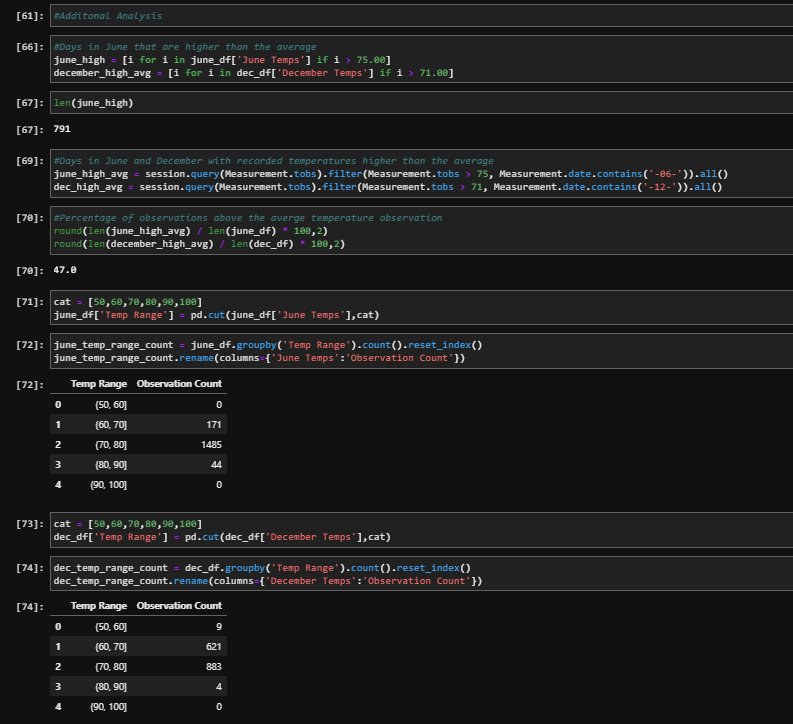 [61]: #Additonal Analysis
[66]: #Days in June that are higher than the average
june_high = [i for i in june_df['June Temps'] if i > 75.00]
december_high_avg = [i for i in dec_df['December Temps'] if i > 71.00]
[67]: len(june_high)
[67]: 791
[69]: #Days in June and December with recorded temperatures higher than the average
june_high_avg = session.query(Measurement.tobs).filter(Measurement.tobs > 75, Measurement.date.contains('-06-')).all()
dec_high_avg = session.query(Measurement.tobs).filter(Measurement.tobs > 71, Measurement.date.contains('-12-')).all()
[70]: #Percentage of observations above the averge temperature observation
round(len(june_high_avg) / len(june_df) * 100,2)
round(len(december_high_avg) / len(dec_df) * 100,2)
[70]: 47.0
[71]: cat = [50,60,70,80,90,100]
june_df['Temp Range'] = pd.cut(june_df['June Temps'],cat)
[72]: june_temp_range_count = june_df.groupby('Temp Range').count().reset_index()
june_temp_range_count.rename(columns={'June Temps':'Observation Count'})
[72]: Temp Range Observation Count
0 (50, 60] 0
1 (60, 70] 171
2 (70, 80] 1485
3 (80, 90] 44
4 (90, 100] 0
[73]: cat = [50,60,70,80,90,100]
dec_df['Temp Range'] = pd.cut(dec_df['December Temps'],cat)
[74]: dec_temp_range_count = dec_df.groupby('Temp Range').count().reset_index()
dec_temp_range_count.rename(columns={'December Temps':'Observation Count'})
[74]: Temp Range Observation Count
0 (50, 60] 9
1 (60, 70] 621
2 (70, 80] 883
3 (80, 90] 4
4 (90, 100] 0